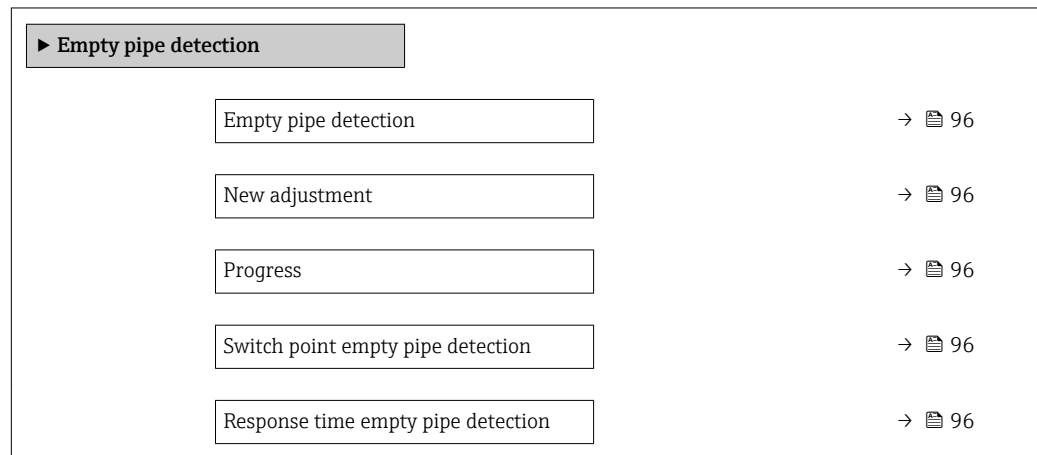 ▶ Empty pipe detection
Empty pipe detection → 96
New adjustment → 96
Progress → 96
Switch point empty pipe detection → 96
Response time empty pipe detection → 96